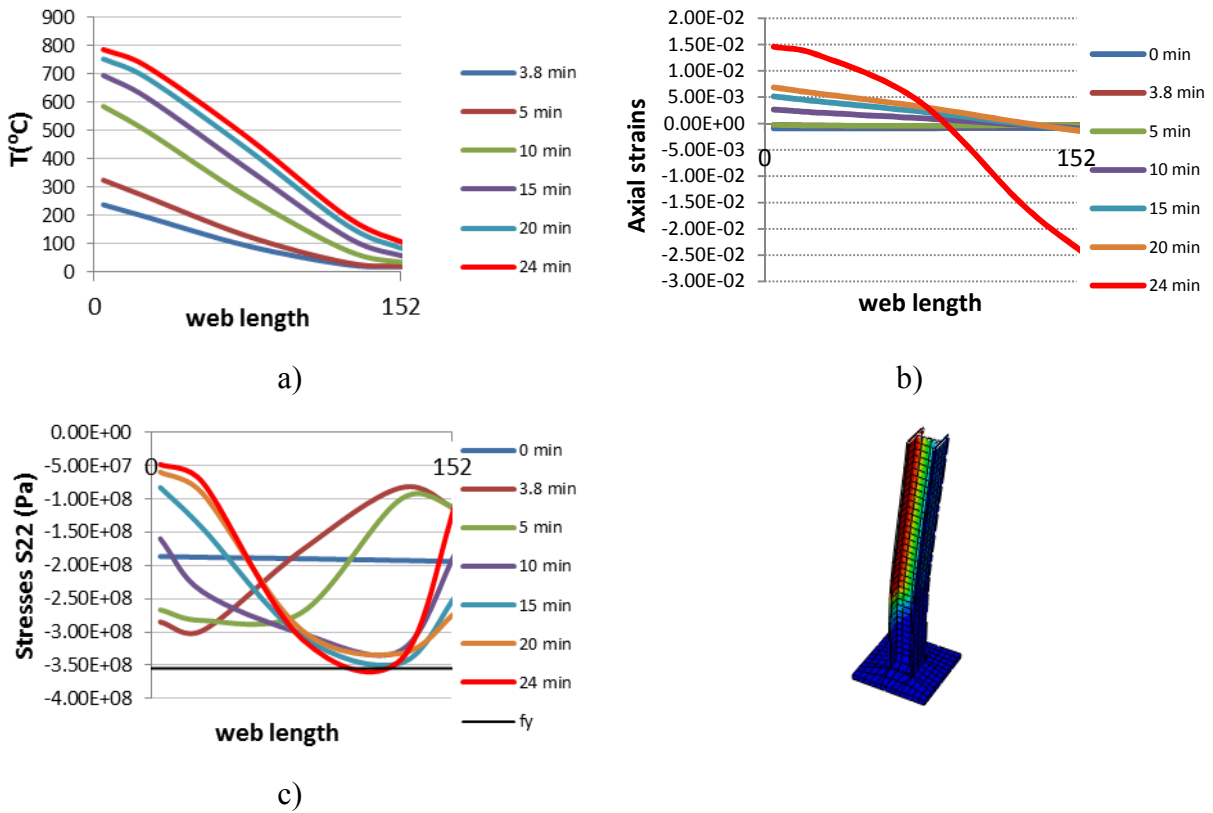 900
800
700
600
500
400
300
200
100
0
T(°C)
0
152
web length
3.8 min
5 min
10 min
15 min
20 min
24 min
a)
2.00E-02
1.50E-02
1.00E-02
5.00E-03
0.00E+00
-5.00E-03
-1.00E-02
-1.50E-02
-2.00E-02
-2.50E-02
-3.00E-02
Axial strains
0
152
web length
0 min
3.8 min
5 min
10 min
15 min
20 min
24 min
b)
0.00E+00
-5.00E+07
-1.00E+08
-1.50E+08
-2.00E+08
-2.50E+08
-3.00E+08
-3.50E+08
-4.00E+08
Stresses S22 (Pa)
0
152
web length
0 min
3.8 min
5 min
10 min
15 min
20 min
24 min
fy
c)